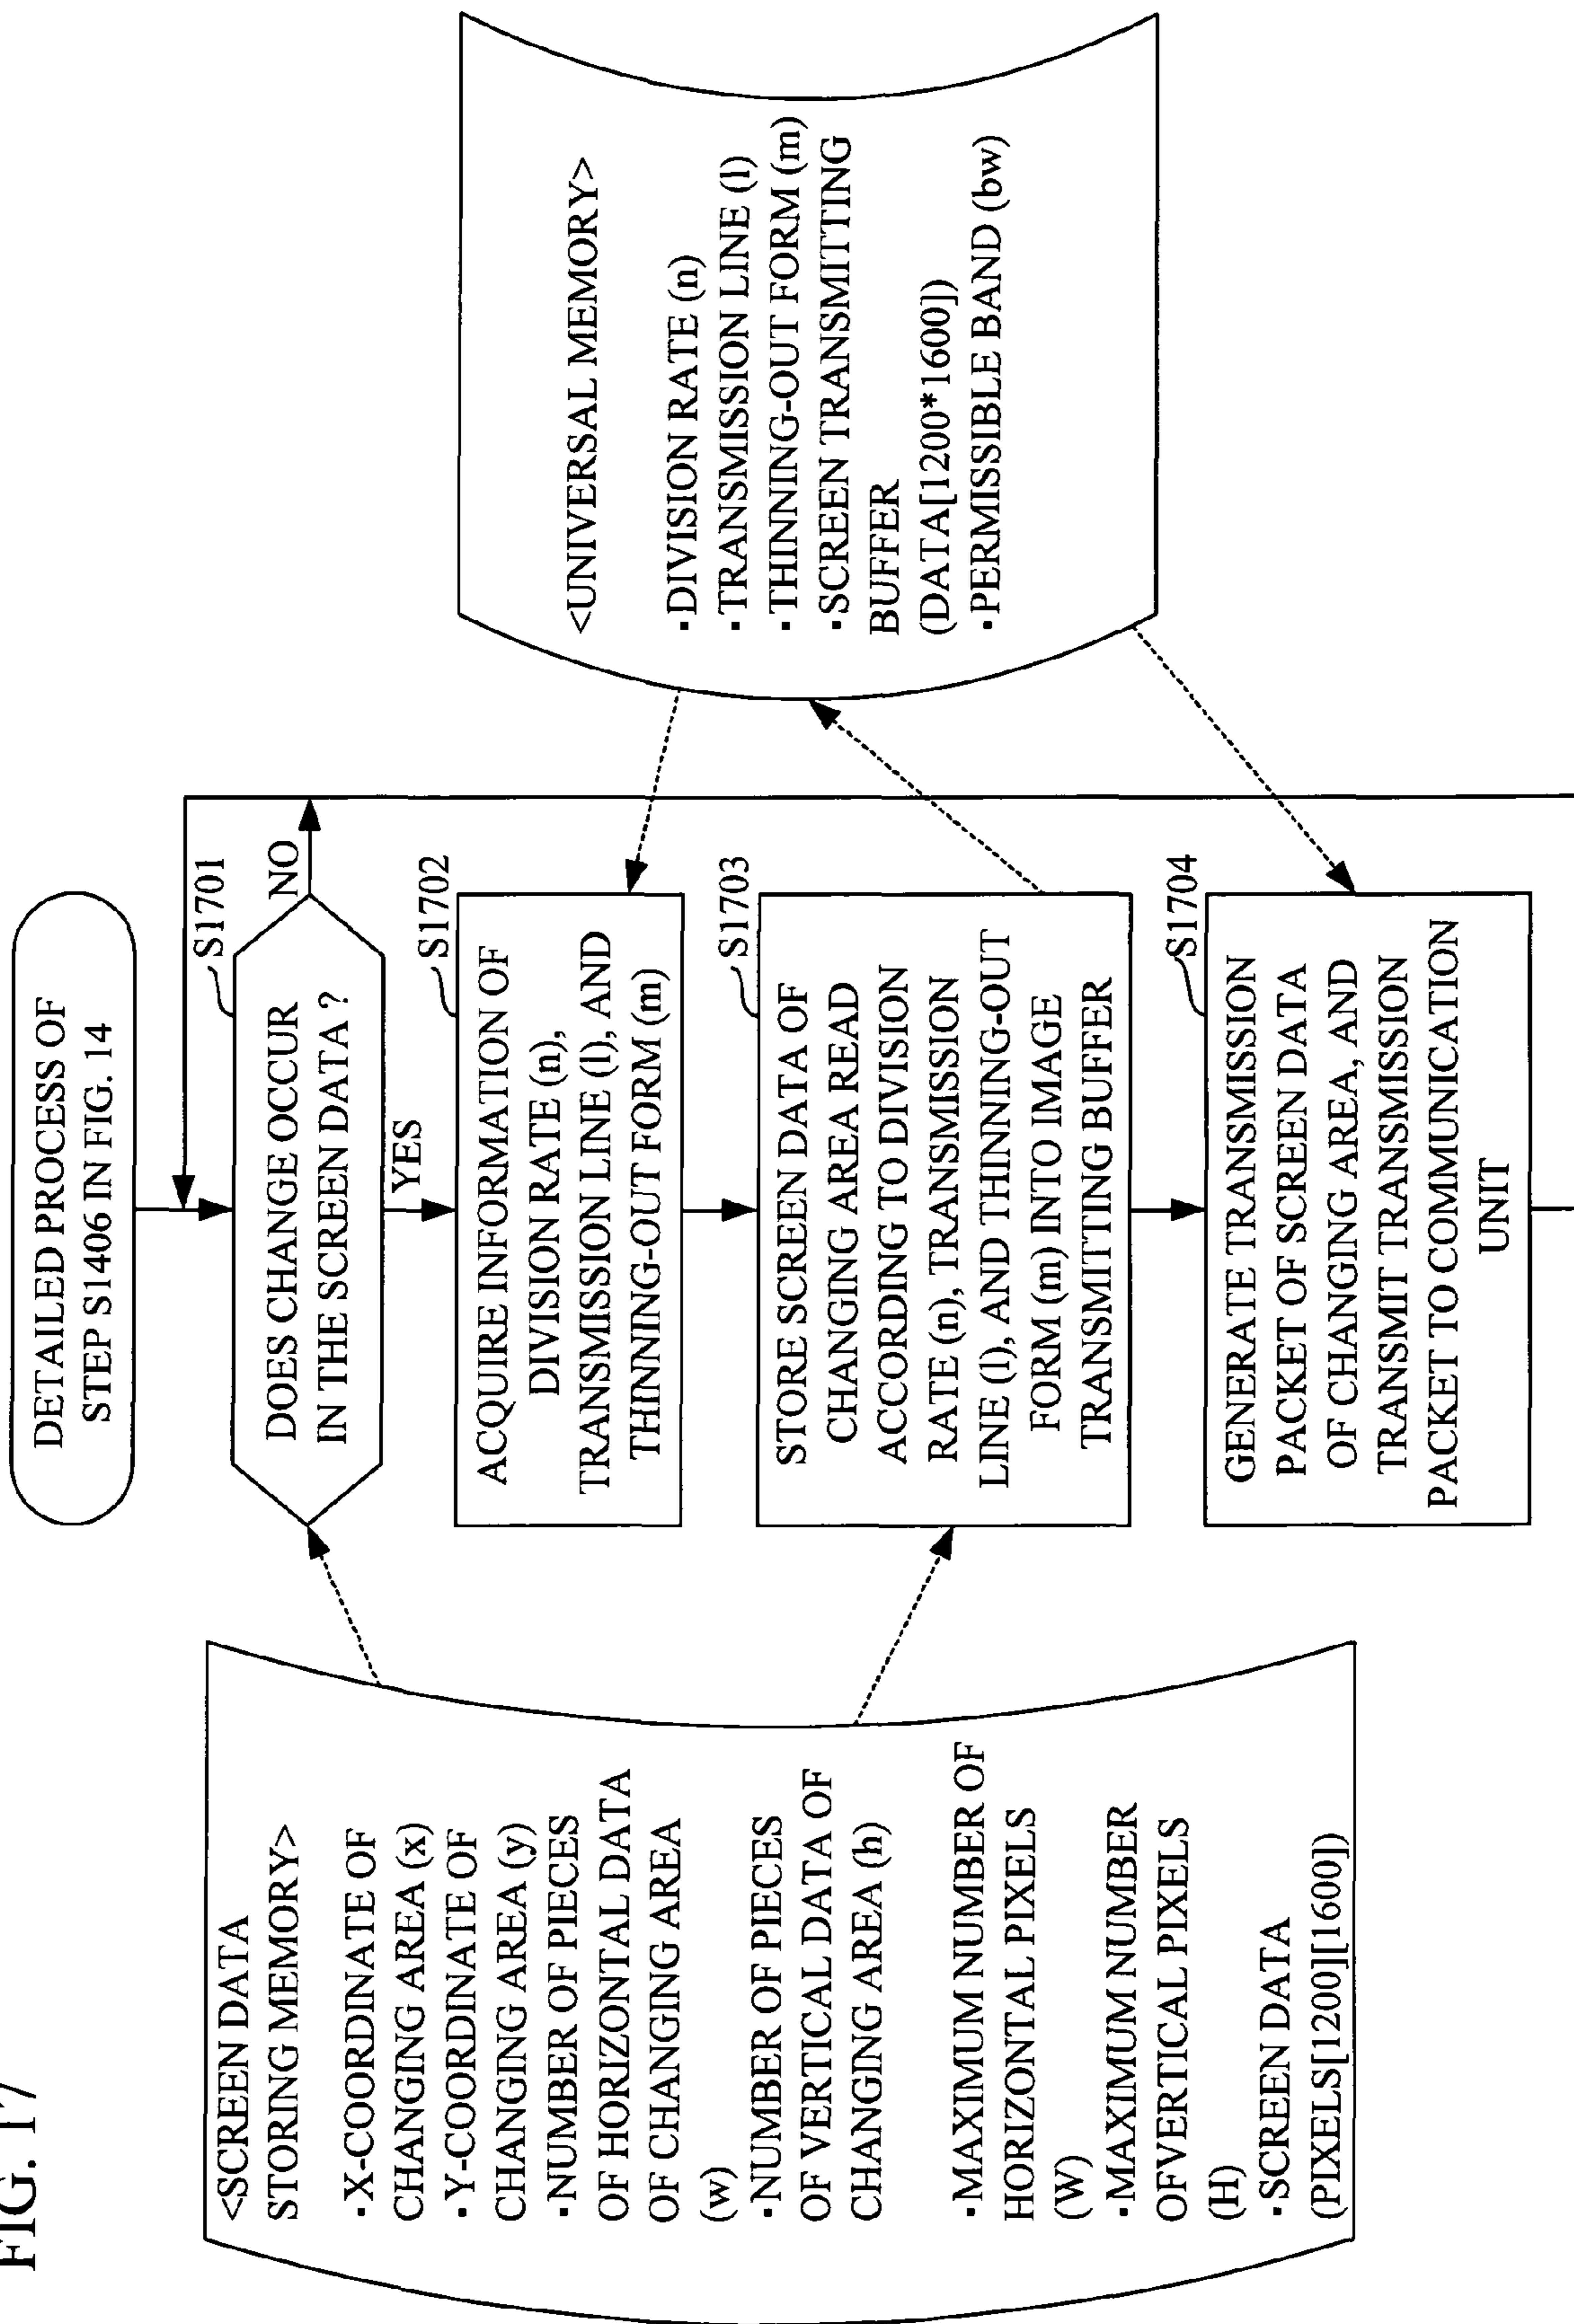 FIG. 17
<SCREEN DATA
STORING MEMORY>
·X-COORDINATE OF
CHANGING AREA (x)
·Y-COORDINATE OF
CHANGING AREA (y)
·NUMBER OF PIECES
OF HORIZONTAL DATA
OF CHANGING AREA
(w)
·NUMBER OF PIECES
OF VERTICAL DATA OF
CHANGING AREA (h)
·MAXIMUM NUMBER OF
HORIZONTAL PIXELS
(W)
·MAXIMUM NUMBER
OFVERTICAL PIXELS
(H)
·SCREEN DATA
(PIXELS[1200][1600])
DETAILED PROCESS OF
STEP S1406 IN FIG. 14
S1701
DOES CHANGE OCCUR
IN THE SCREEN DATA ?
NO
YES
S1702
ACQUIRE INFORMATION OF
DIVISION RATE (n),
TRANSMISSION LINE (l), AND
THINNING-OUT FORM (m)
S1703
STORE SCREEN DATA OF
CHANGING AREA READ
ACCORDING TO DIVISION
RATE (n), TRANSMISSION
LINE (l), AND THINNING-OUT
FORM (m) INTO IMAGE
TRANSMITTING BUFFER
S1704
GENERATE TRANSMISSION
PACKET OF SCREEN DATA
OF CHANGING AREA, AND
TRANSMIT TRANSMISSION
PACKET TO COMMUNICATION
UNIT
<UNIVERSAL MEMORY>
·DIVISION RATE (n)
·TRANSMISSION LINE (l)
·THINNING-OUT FORM (m)
·SCREEN TRANSMITTING
BUFFER
(DATA[1200*1600])
·PERMISSIBLE BAND (bw)